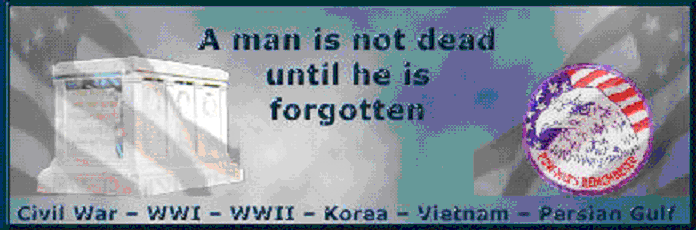 A man is not dead
until he is
forgotten
Civil War – WWI – WWII – Korea – Vietnam – Persian Gulf